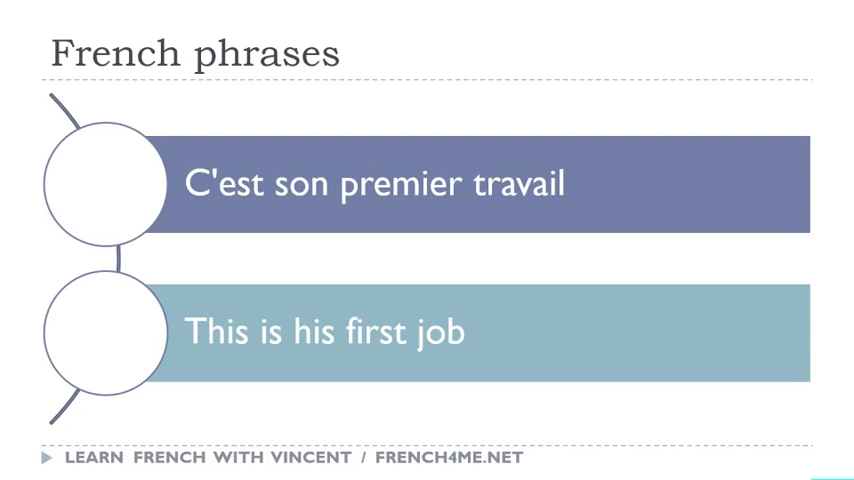 French phrases
C'est son premier travail
This is his first job
LEARN FRENCH WITH VINCENT / FRENCH4ME.NET